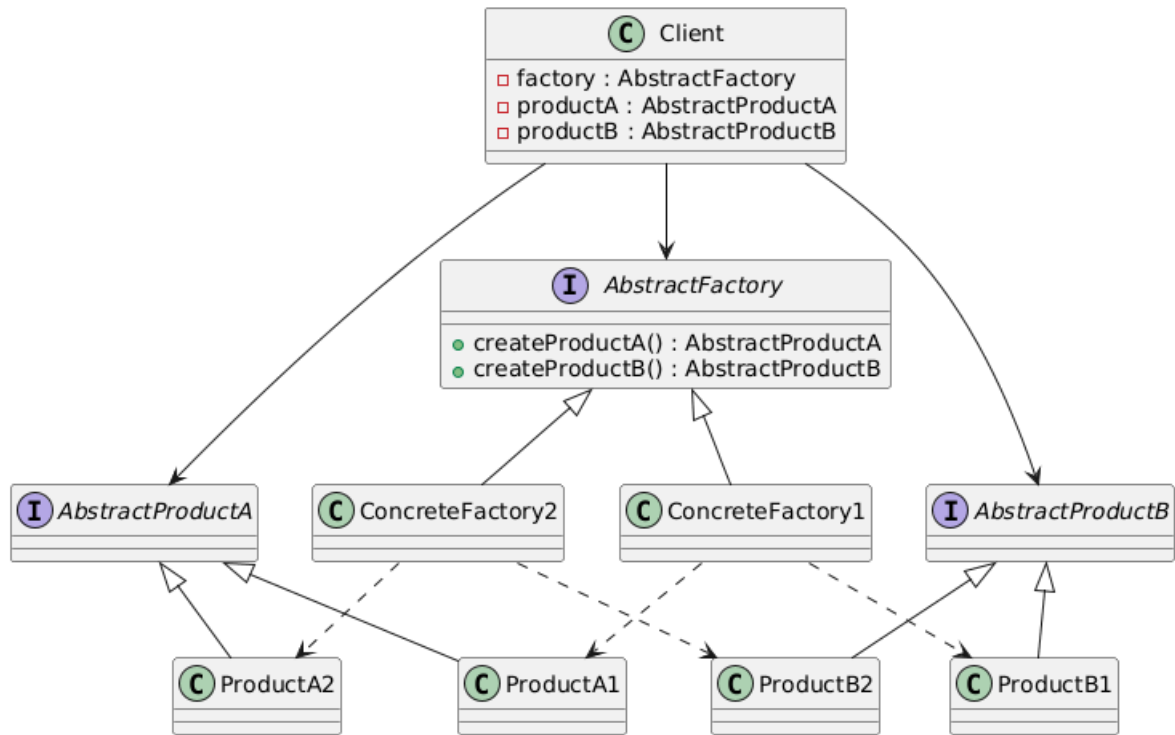 C Client
factory : AbstractFactory
productA : AbstractProductA
productB : AbstractProductB
I AbstractFactory
createProductA() : AbstractProductA
createProductB() : AbstractProductB
I AbstractProductA
C ConcreteFactory2
C ConcreteFactory1
I AbstractProductB
C ProductA2
C ProductA1
C ProductB2
C ProductB1